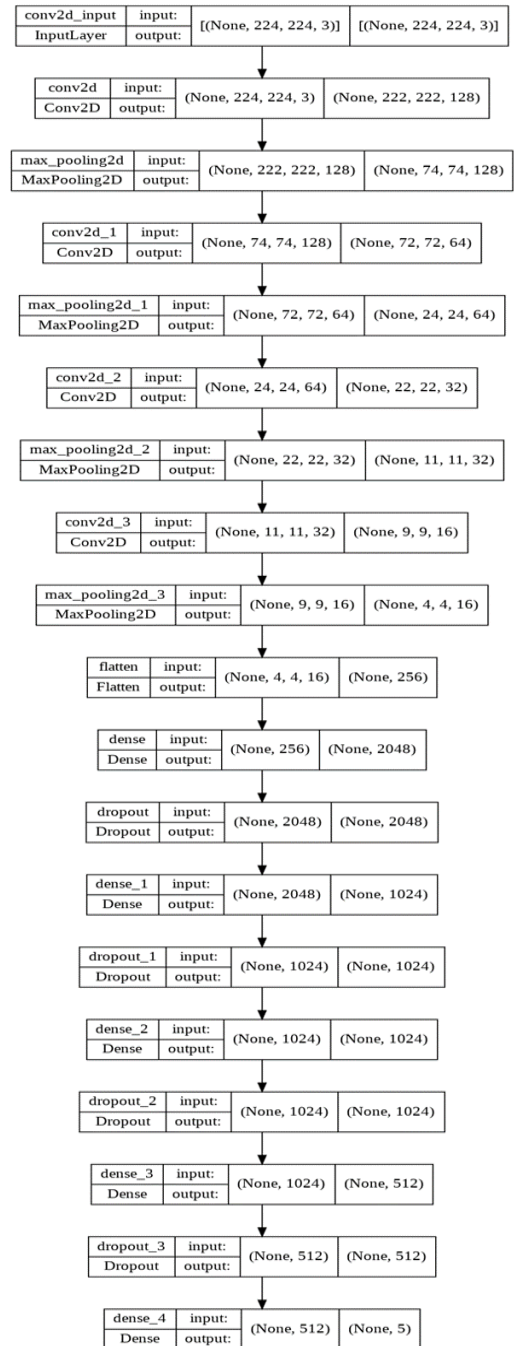 conv2d_input input: [(None, 224, 224, 3)] [(None, 224, 224, 3)]
InputLayer output:
conv2d input: (None, 224, 224, 3) (None, 222, 222, 128)
Conv2D output:
max_pooling2d input: (None, 222, 222, 128) (None, 74, 74, 128)
MaxPooling2D output:
conv2d_1 input: (None, 74, 74, 128) (None, 72, 72, 64)
Conv2D output:
max_pooling2d_1 input: (None, 72, 72, 64) (None, 24, 24, 64)
MaxPooling2D output:
conv2d_2 input: (None, 24, 24, 64) (None, 22, 22, 32)
Conv2D output:
max_pooling2d_2 input: (None, 22, 22, 32) (None, 11, 11, 32)
MaxPooling2D output:
conv2d_3 input: (None, 11, 11, 32) (None, 9, 9, 16)
Conv2D output:
max_pooling2d_3 input: (None, 9, 9, 16) (None, 4, 4, 16)
MaxPooling2D output:
flatten input: (None, 4, 4, 16) (None, 256)
Flatten output:
dense input: (None, 256) (None, 2048)
Dense output:
dropout input: (None, 2048) (None, 2048)
Dropout output:
dense_1 input: (None, 2048) (None, 1024)
Dense output:
dropout_1 input: (None, 1024) (None, 1024)
Dropout output:
dense_2 input: (None, 1024) (None, 1024)
Dense output:
dropout_2 input: (None, 1024) (None, 1024)
Dropout output:
dense_3 input: (None, 1024) (None, 512)
Dense output:
dropout_3 input: (None, 512) (None, 512)
Dropout output:
dense_4 input: (None, 512) (None, 5)
Dense output: